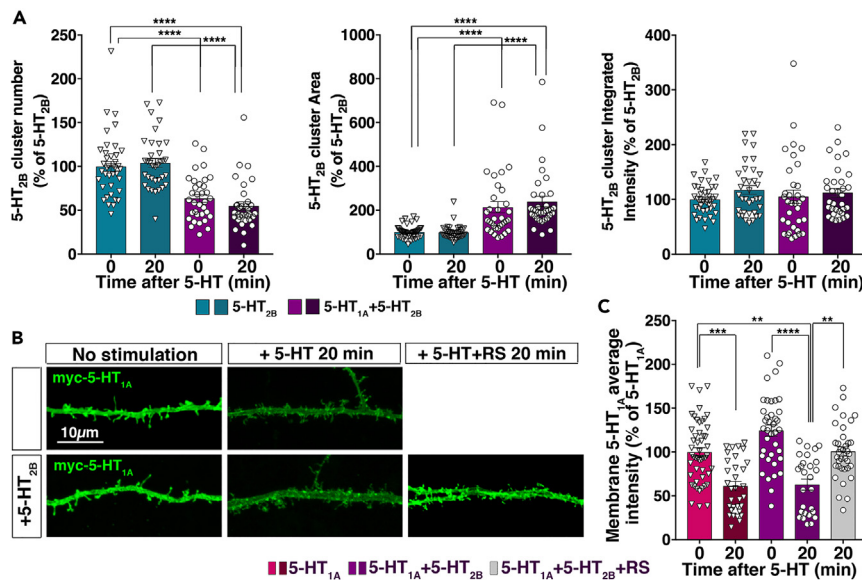 A
5-HT2B cluster number
(% of 5-HT2B)
250
200
150
100
50
0
****
****
****
0 20 0 20
Time after 5-HT (min)
5-HT2B cluster Area
(% of 5-HT2B)
1000
800
600
400
200
0
****
****
****
0 20 0 20
Time after 5-HT (min)
5-HT2B cluster Integrated
Intensity (% of 5-HT2B)
400
300
200
100
0
0 20 0 20
Time after 5-HT (min)
5-HT2B 5-HT1A+5-HT2B
B
No stimulation + 5-HT 20 min + 5-HT+RS 20 min
myc-5-HT1A
10µm
+5-HT2B
myc-5-HT1A
C
Membrane 5-HT1A average
intensity (% of 5-HT1A)
250
200
150
100
50
0
** **
*** ****
0 20 0 20 20
Time after 5-HT (min)
5-HT1A 5-HT1A+5-HT2B 5-HT1A+5-HT2B+RS